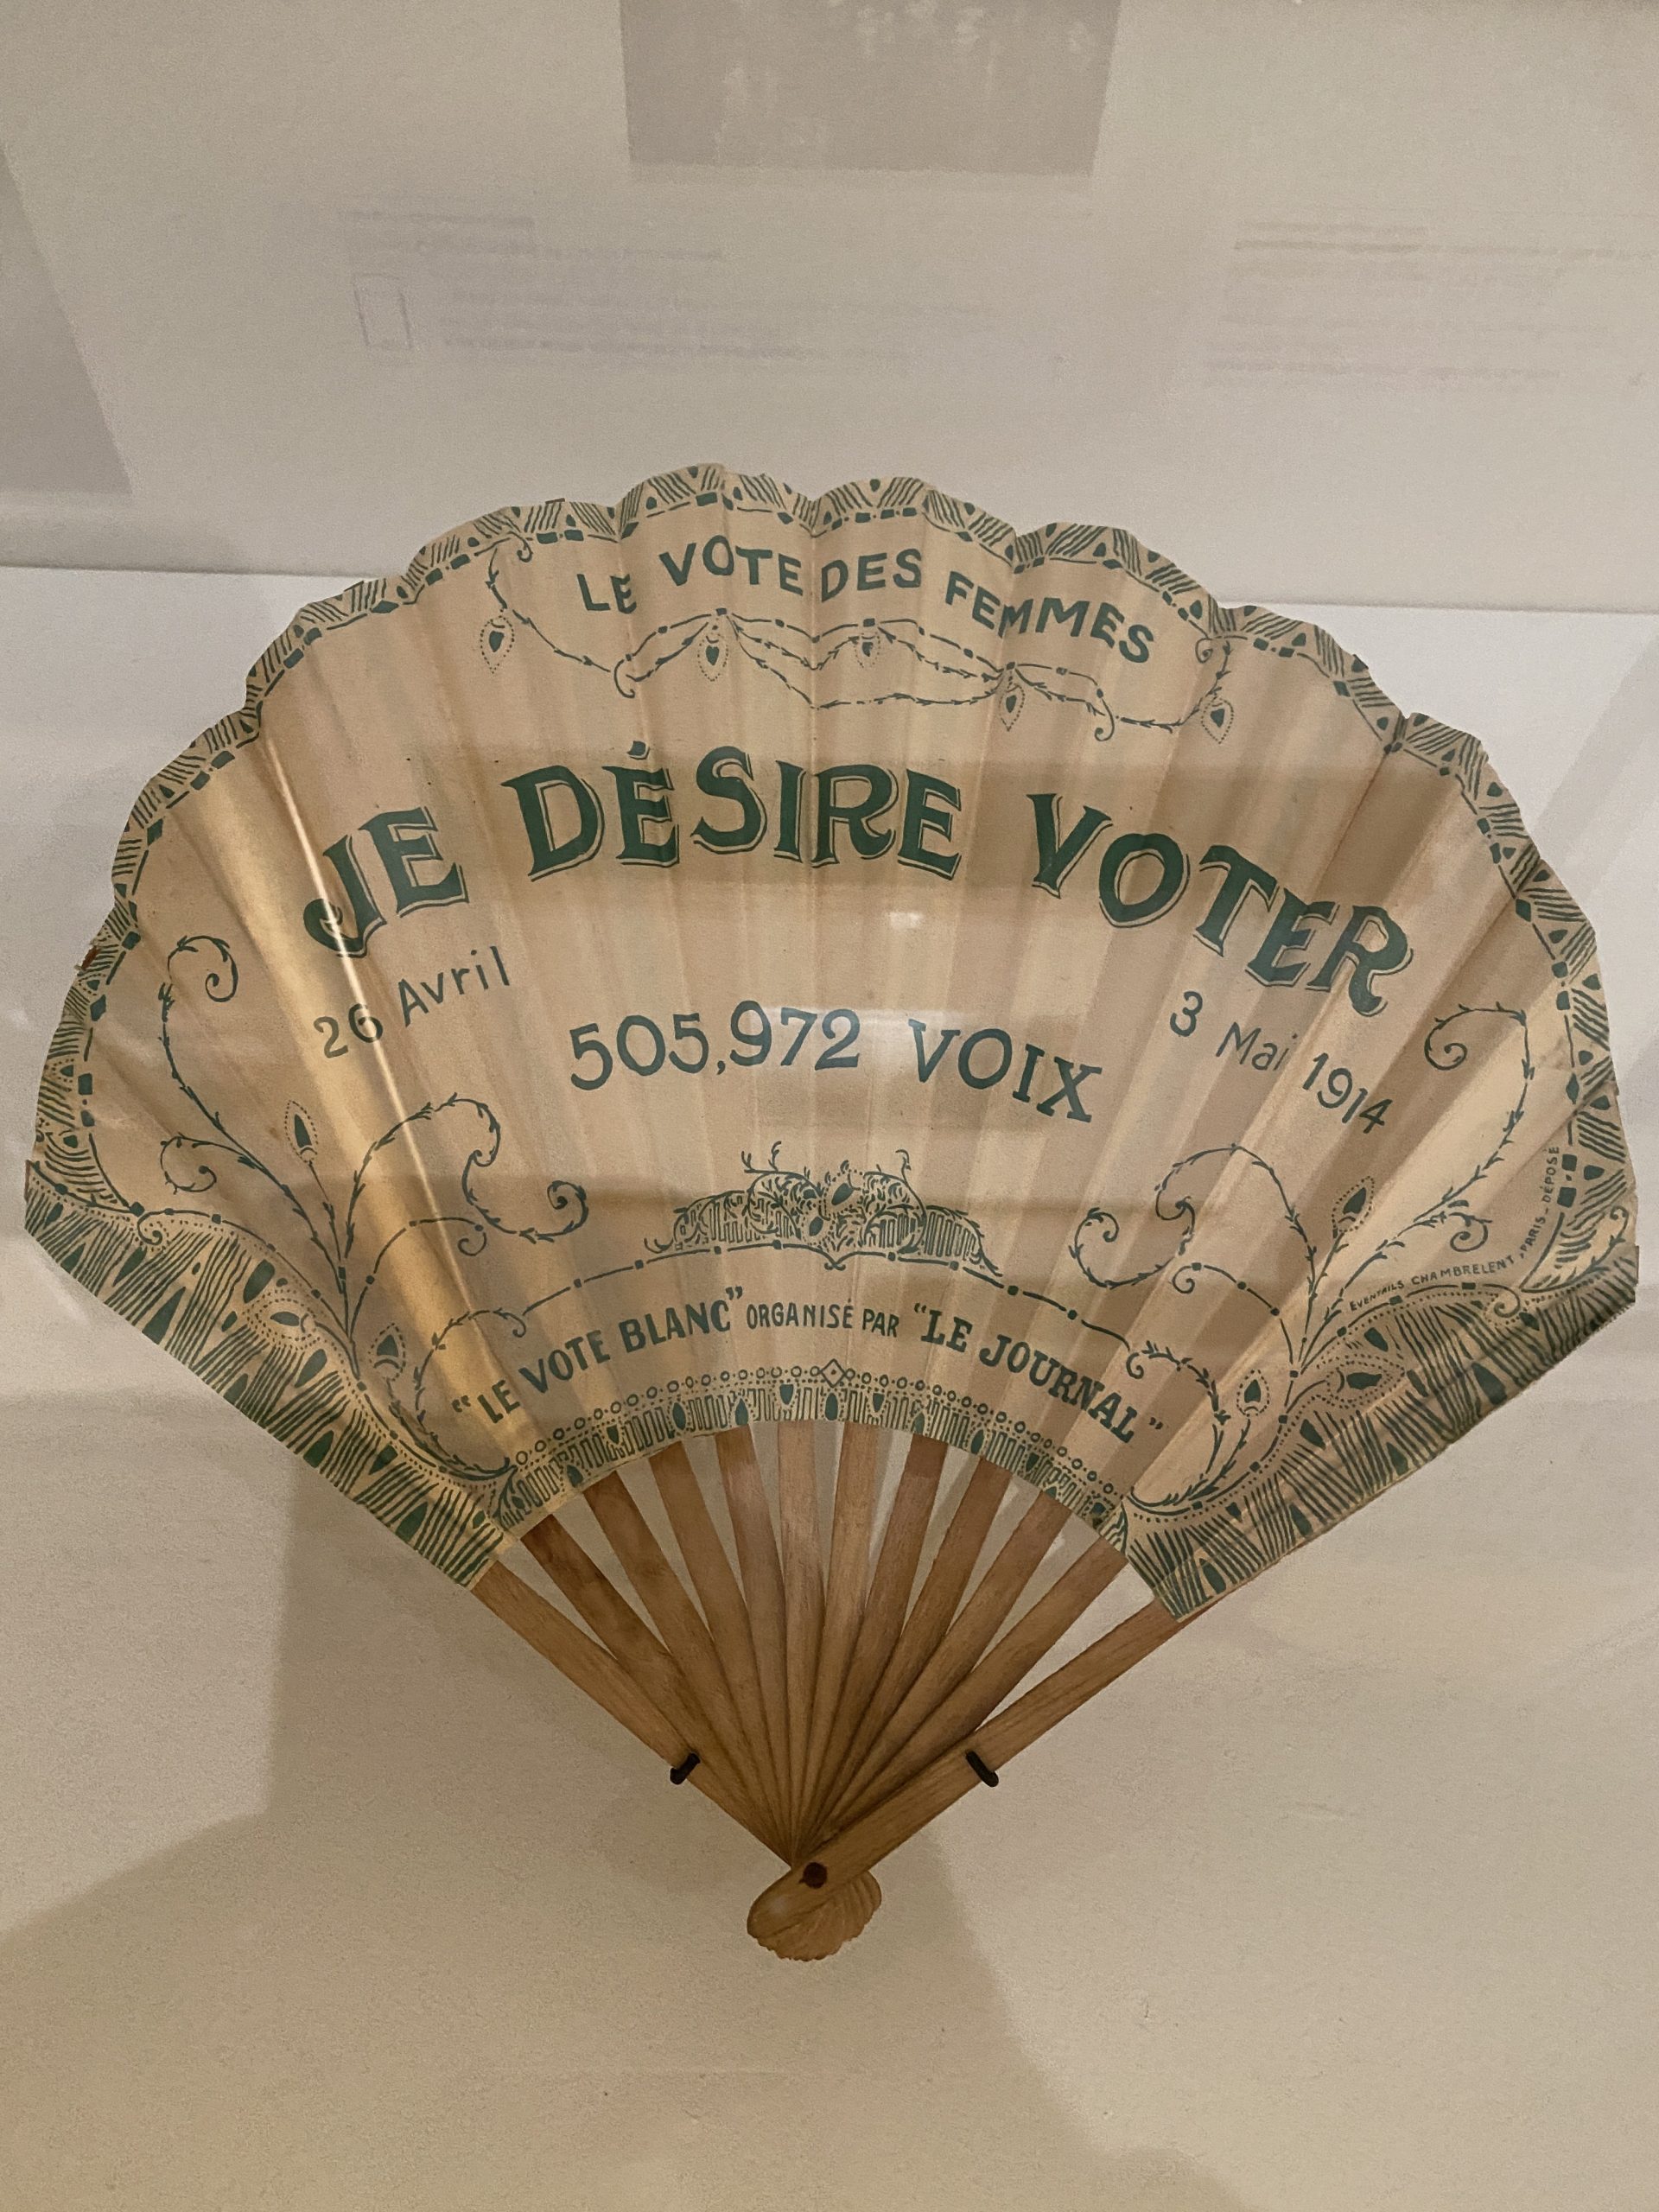 LE VOTE DES FEMMES
JE DÉSIRE VOTER
26 Avril
3 Mai 1914
505,972 VOIX
"LE VOTE BLANC" ORGANISÉ PAR "LE JOURNAL"
EVENTAILS CHAMBRELENT - PARIS - DÉPOSÉ